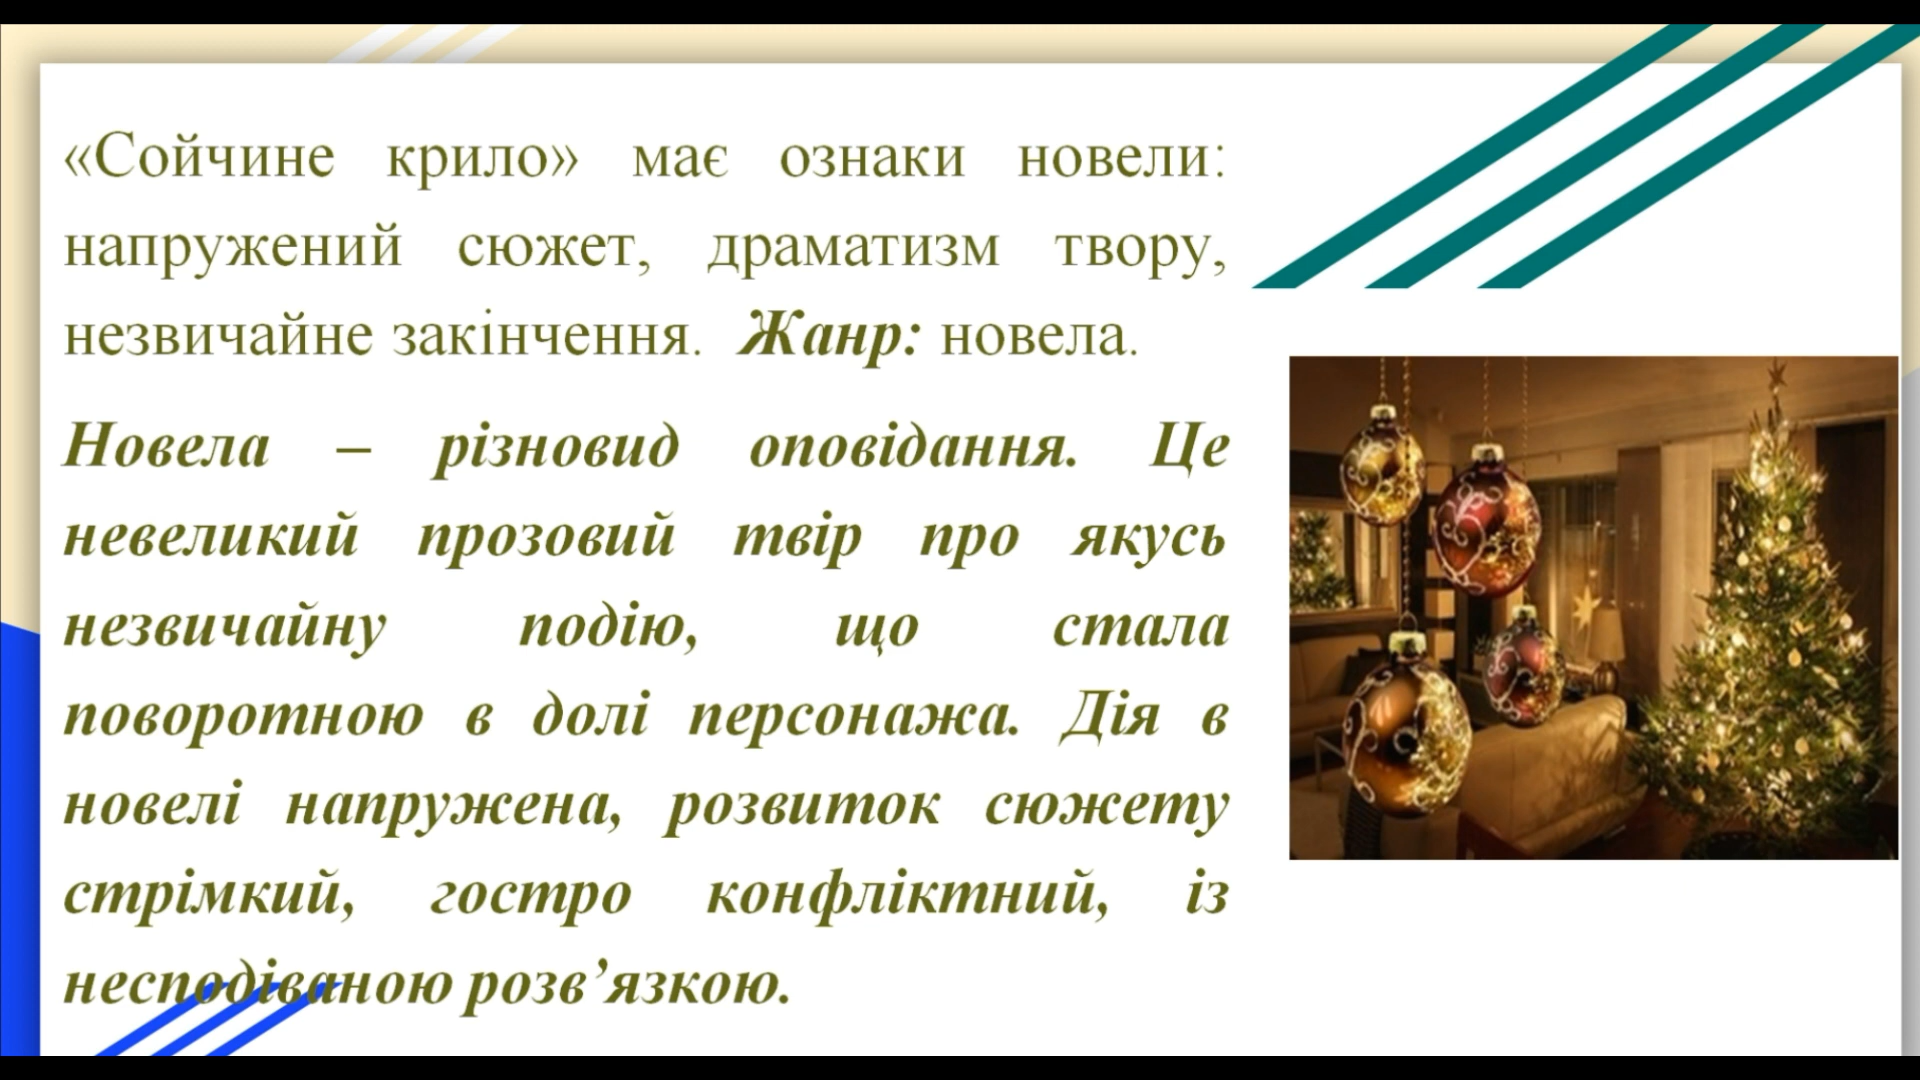 «Сойчине крило» має ознаки новели:
напружений сюжет, драматизм твору,
незвичайне закінчення. Жанр: новела.
Новела – різновид оповідання. Це
невеликий прозовий твір про якусь
незвичайну подію, що стала
поворотною в долі персонажа. Дія в
новелі напружена, розвиток сюжету
стрімкий, гостро конфліктний, із
несподіваною розв’язкою.